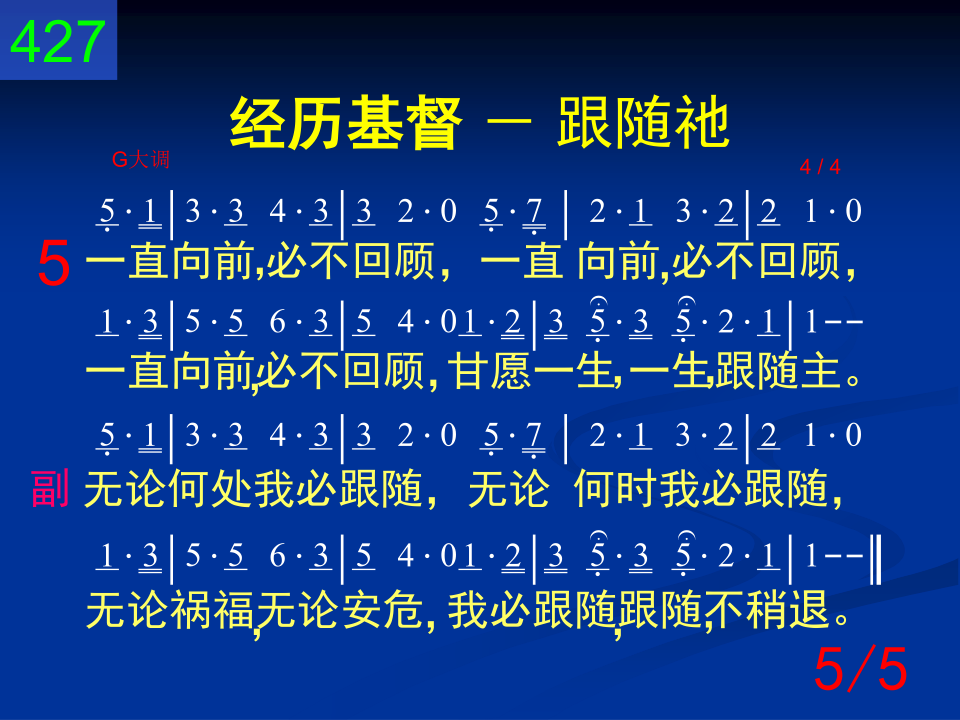 427
经历基督 － 跟随祂
G大调
4 / 4
5 · 1|3 · 3 4 · 3|3 2 · 0 5 · 7 | 2 · 1 3 · 2|2 1 · 0
5 一直向前,必不回顾，一直 向前,必不回顾，
1 · 3|5 · 5 6 · 3|5 4 · 0 1 · 2|3 5 · 3 5 · 2 · 1|1--
一直向前,必不回顾，甘愿一生,一生,跟随主。
5 · 1|3 · 3 4 · 3|3 2 · 0 5 · 7 | 2 · 1 3 · 2|2 1 · 0
副 无论何处我必跟随，无论 何时我必跟随，
1 · 3|5 · 5 6 · 3|5 4 · 0 1 · 2|3 5 · 3 5 · 2 · 1|1--‖
无论祸福,无论安危，我必跟随,跟随,不稍退。
5/5